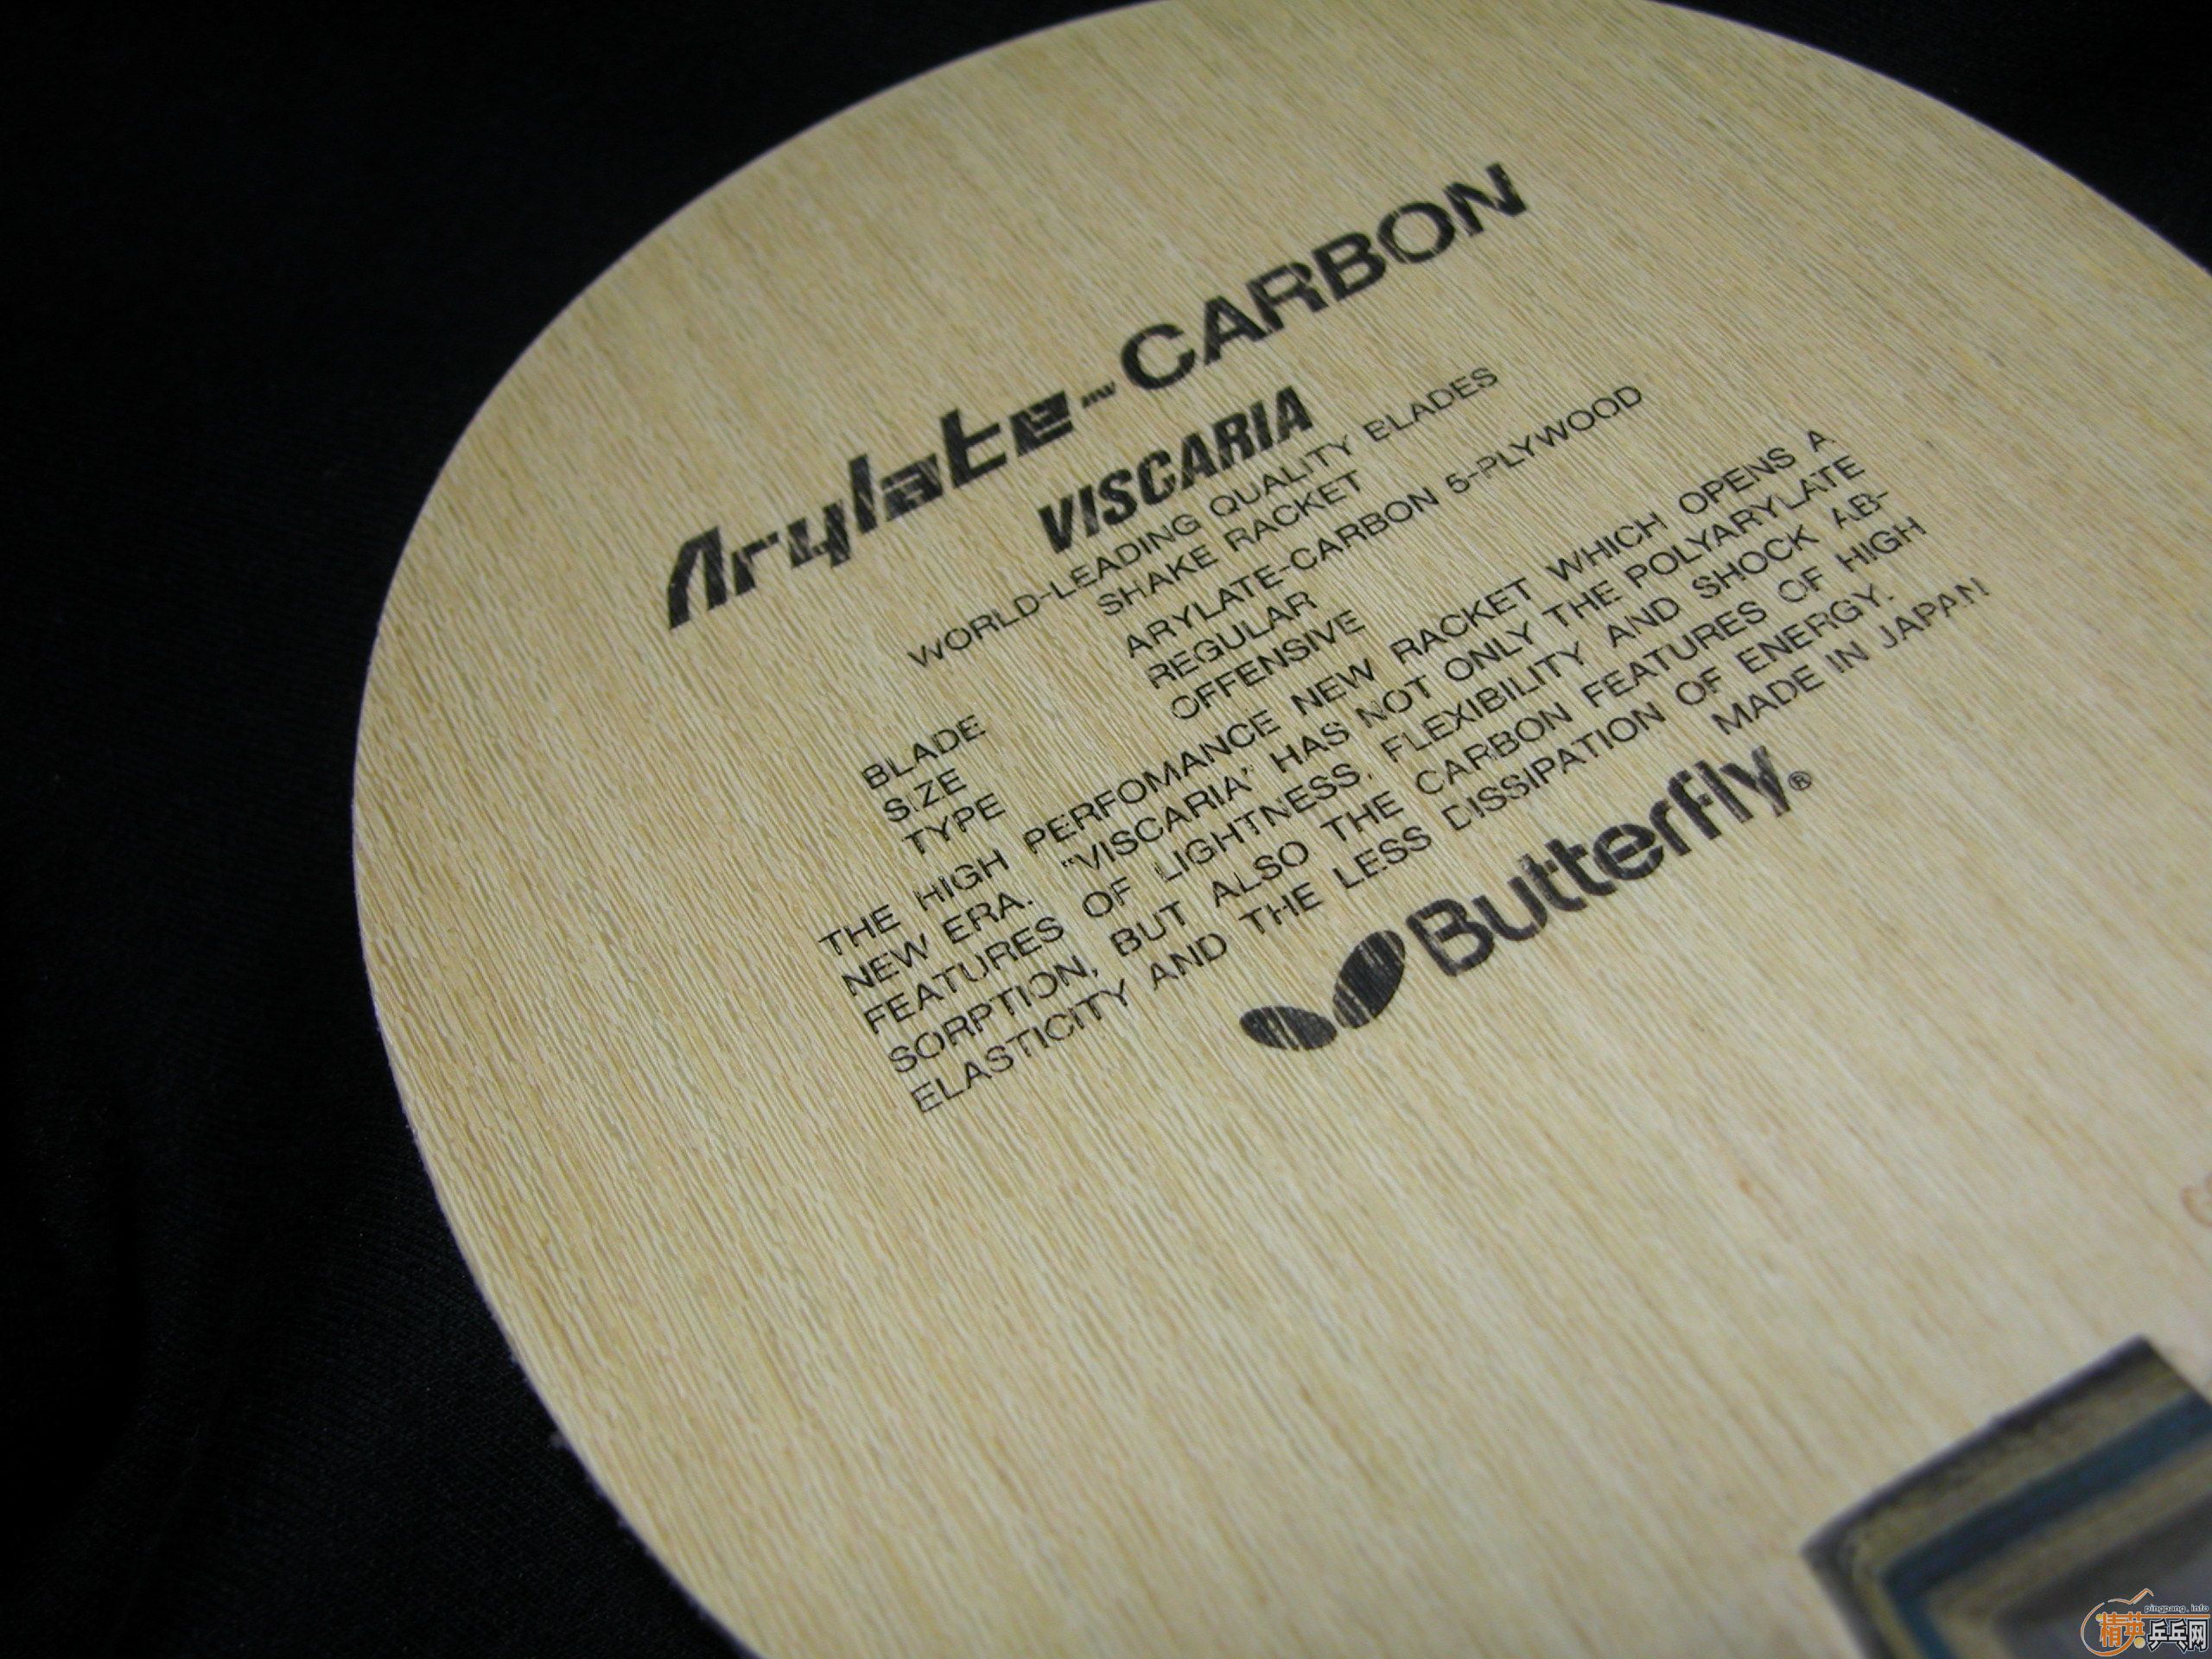 Arylate-CARBON
VISCARIA
WORLD-LEADING QUALITY BLADES
SHAKE RACKET
BLADE ARYLATE-CARBON 5-PLYWOOD
SIZE REGULAR
TYPE OFFENSIVE
THE HIGH PERFOMANCE NEW RACKET WHICH OPENS A
NEW ERA. "VISCARIA" HAS NOT ONLY THE POLYARYLATE
FEATURES OF LIGHTNESS, FLEXIBILITY AND SHOCK AB-
SORPTION, BUT ALSO THE CARBON FEATURES OF HIGH
ELASTICITY AND THE LESS DISSIPATION OF ENERGY.
MADE IN JAPAN
Butterfly®
pingpang.info
精英乒乓网